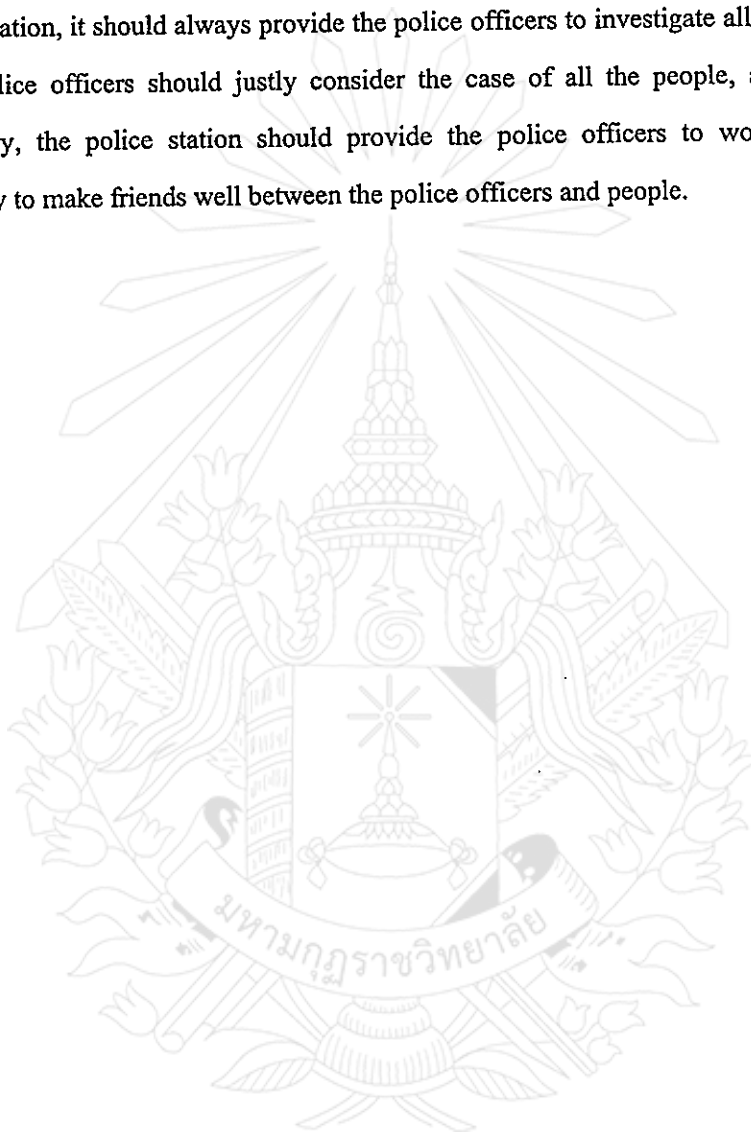 ation, it should always provide the police officers to investigate all
lice officers should justly consider the case of all the people,
y, the police station should provide the police officers to wo
y to make friends well between the police officers and people.
มหามกุฏราชวิทยาลัย